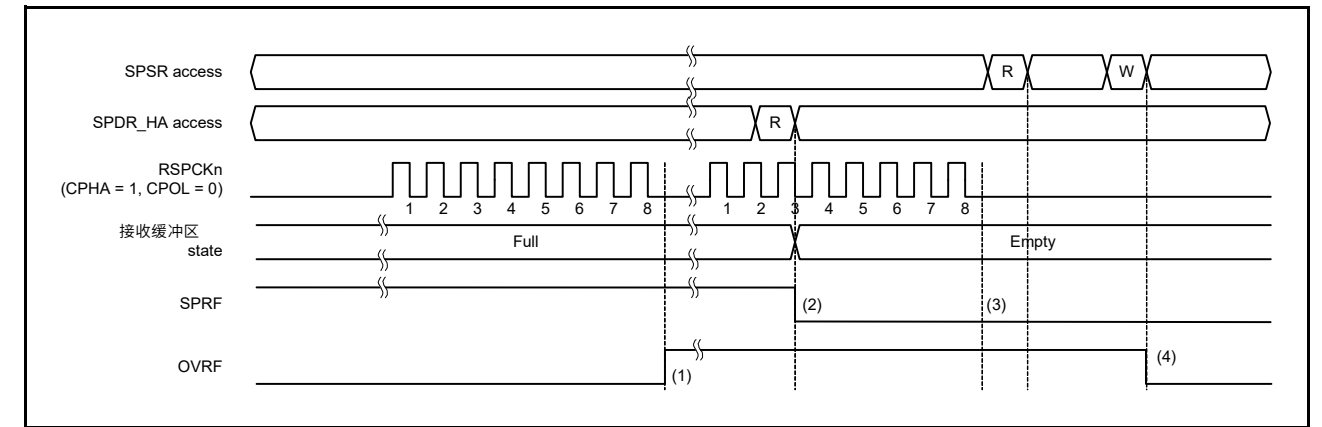 SPSR access
R
W
SPDR_HA access
R
RSPCKn
(CPHA = 1, CPOL = 0)
1 2 3 4 5 6 7 8 1 2 3 4 5 6 7 8
接收缓冲区
state
Full
Empty
SPRF
(2)
(3)
OVRF
(1)
(4)